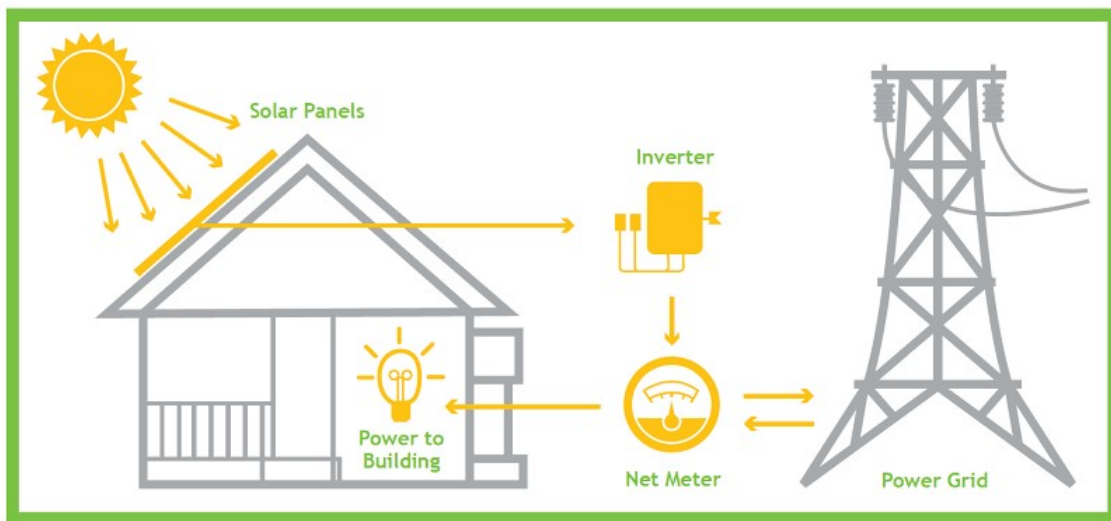 Solar Panels
Inverter
Power to
Building
Net Meter
Power Grid